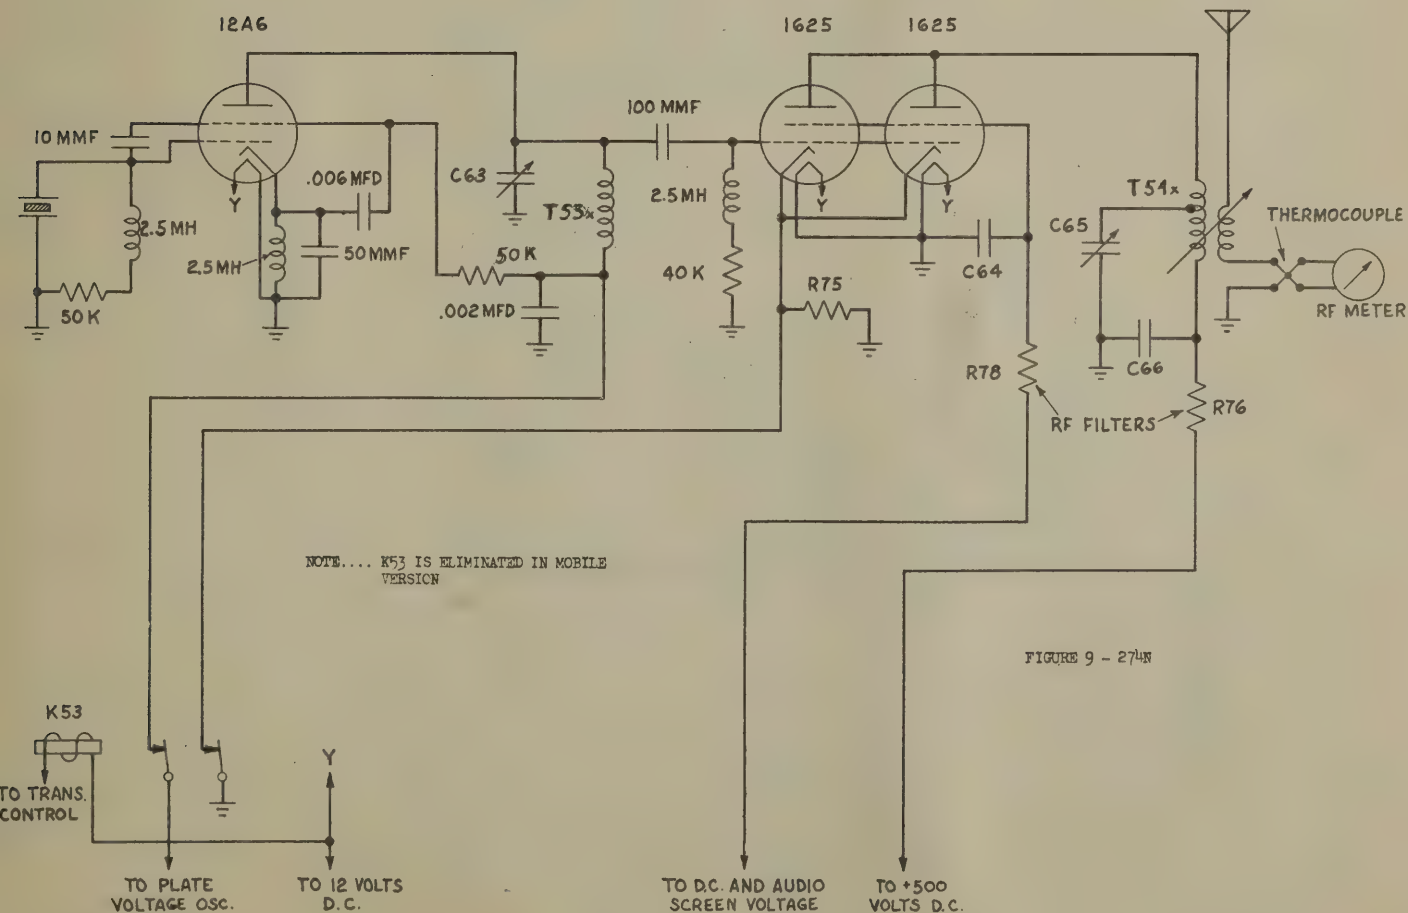 12A6
1625
1625
10 MMF
100 MMF
.006 MFD
C63
Y
T53x
2.5 MH
Y
Y
T54x
C65
THERMOCOUPLE
2.5 MH
2.5 MH
50 MMF
50 K
40 K
C64
50 K
.002 MFD
R75
RF METER
R78
C66
R76
RF FILTERS
NOTE.... K53 IS ELIMINATED IN MOBILE
VERSION
FIGURE 9 - 274N
K53
Y
TO TRANS.
CONTROL
TO PLATE
VOLTAGE OSC.
TO 12 VOLTS
D.C.
TO D.C. AND AUDIO
SCREEN VOLTAGE
TO +500
VOLTS D.C.